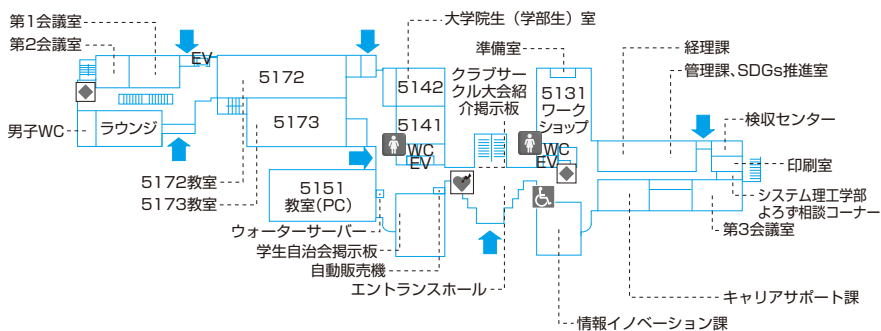 第1会議室
第2会議室
EV
5172
5173
男子WC
ラウンジ
5172教室
5173教室
大学院生（学部生）室
5142
5141
WC
EV
5151
教室(PC)
ウォーターサーバー
学生自治会掲示板
自動販売機
エントランスホール
クラブサー
クル大会紹
介掲示板
準備室
5131
ワーク
ショップ
WC
EV
経理課
管理課、SDGs推進室
検収センター
印刷室
システム理工学部
よろず相談コーナー
第3会議室
キャリアサポート課
情報イノベーション課